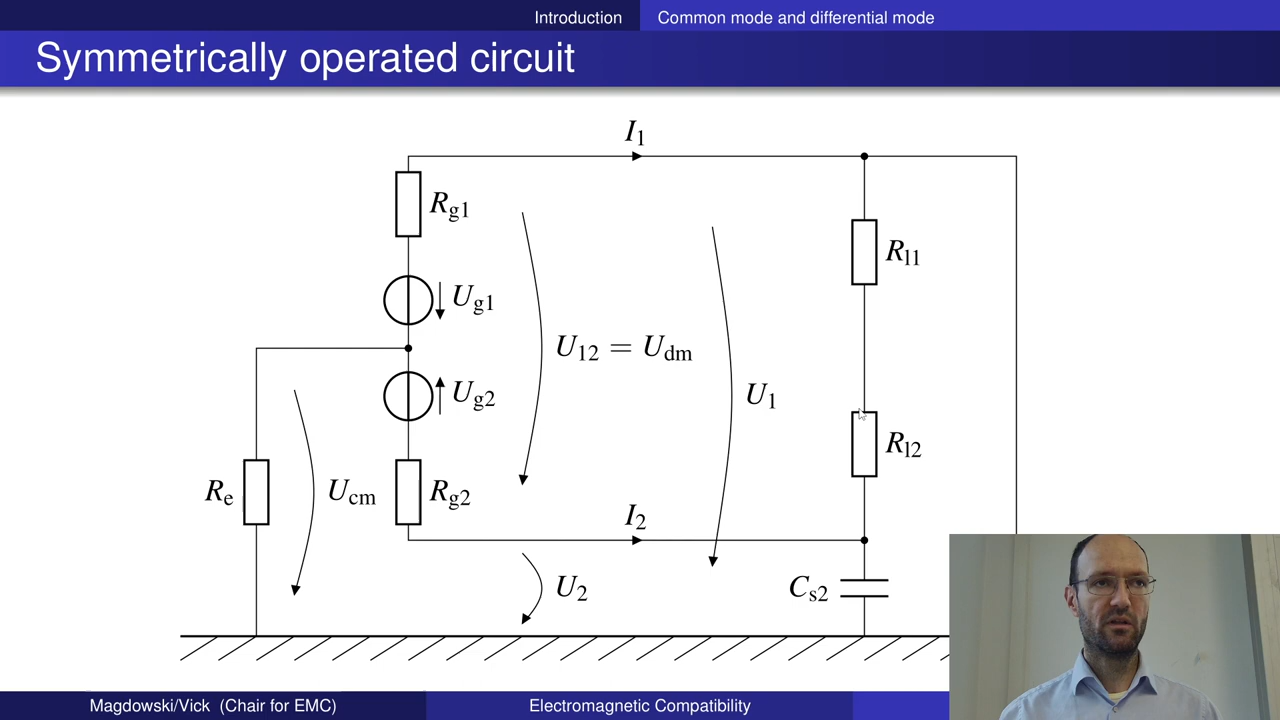 Introduction Common mode and differential mode
Symmetrically operated circuit
I1
Rg1
Rl1
Ug1
U12 = Udm
Ug2
U1
Rl2
Re
Ucm
Rg2
I2
U2
Cs2
Magdowski/Vick (Chair for EMC) Electromagnetic Compatibility